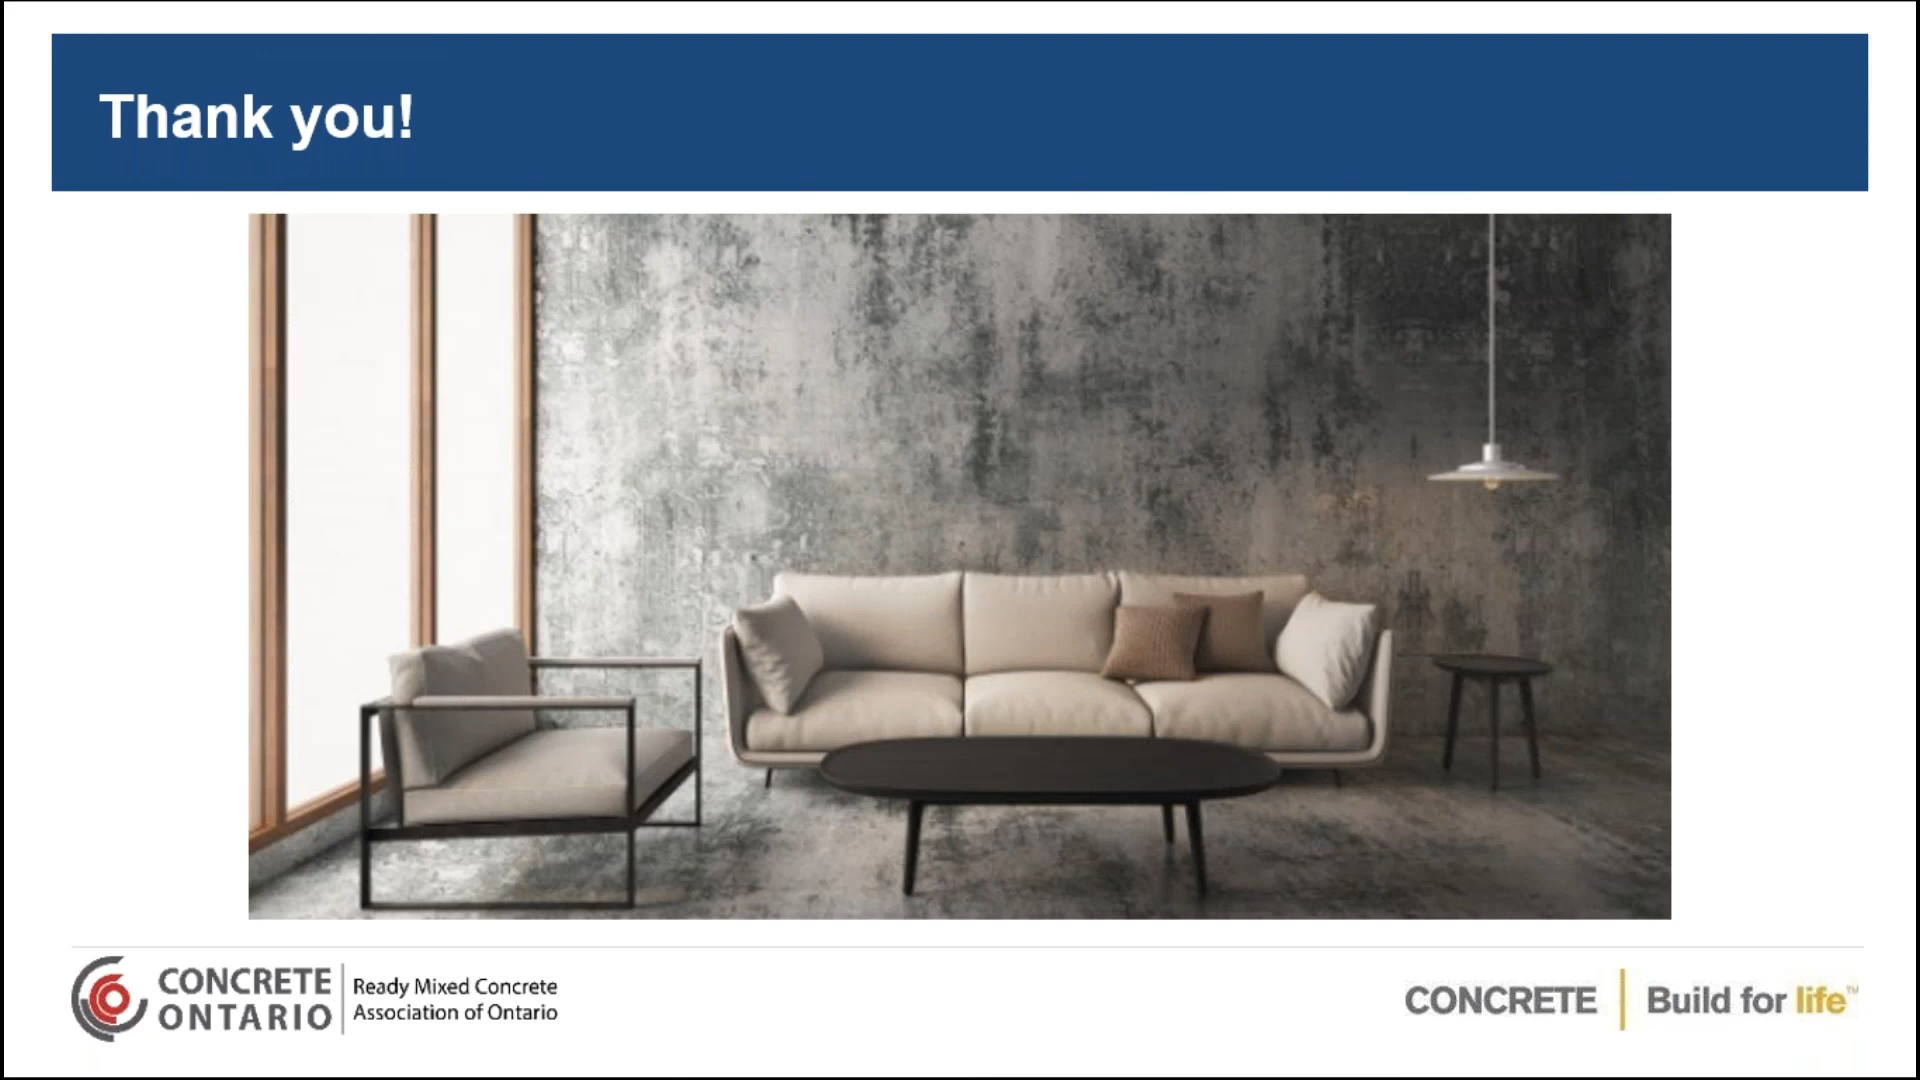 Thank you!
CONCRETE
ONTARIO
Ready Mixed Concrete
Association of Ontario
CONCRETE
Build for life™